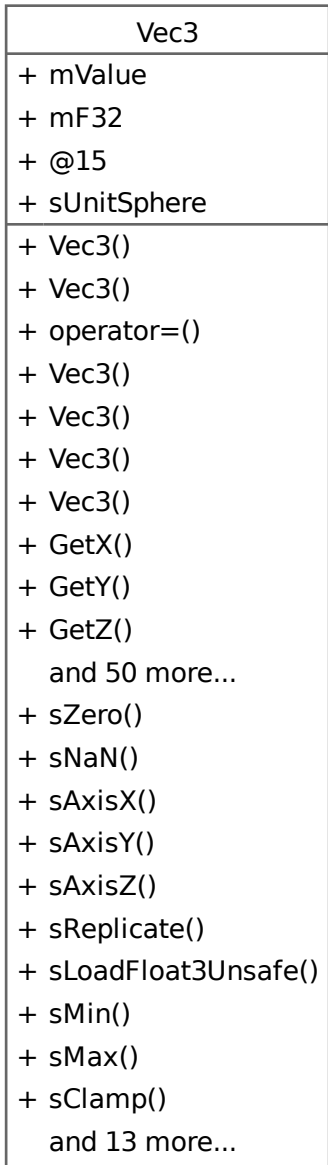 Vec3
+ mValue
+ mF32
+ @15
+ sUnitSphere
+ Vec3()
+ Vec3()
+ operator=()
+ Vec3()
+ Vec3()
+ Vec3()
+ Vec3()
+ GetX()
+ GetY()
+ GetZ()
and 50 more...
+ sZero()
+ sNaN()
+ sAxisX()
+ sAxisY()
+ sAxisZ()
+ sReplicate()
+ sLoadFloat3Unsafe()
+ sMin()
+ sMax()
+ sClamp()
and 13 more...